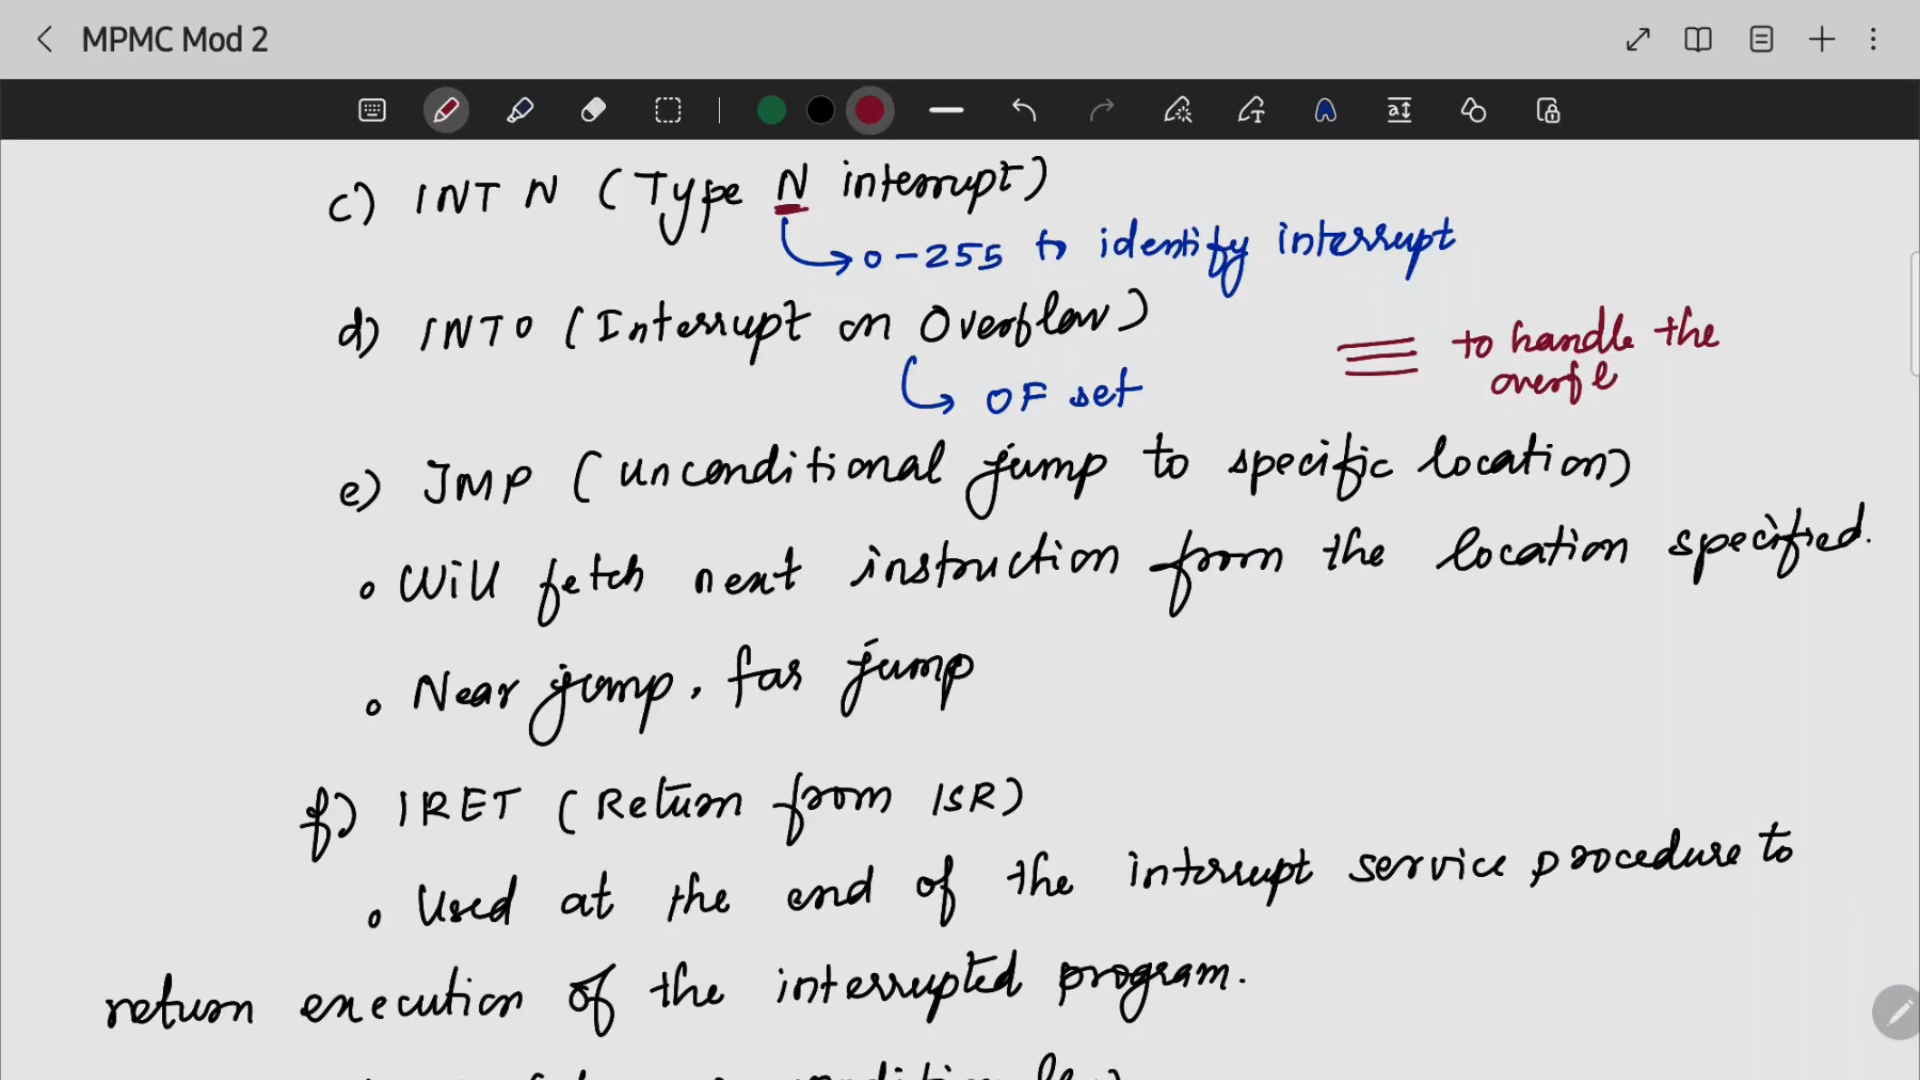 MPMC Mod 2
c) INT N (Type N interrupt)
0-255 to identify interrupt
d) INTO (Interrupt on Overflow)
to handle the
overfl
OF set
e) JMP (unconditional jump to specific location)
• Will fetch next instruction from the location specified.
• Near jump, far jump
f) IRET (Return from ISR)
• Used at the end of the interrupt service procedure to
return execution of the interrupted program.